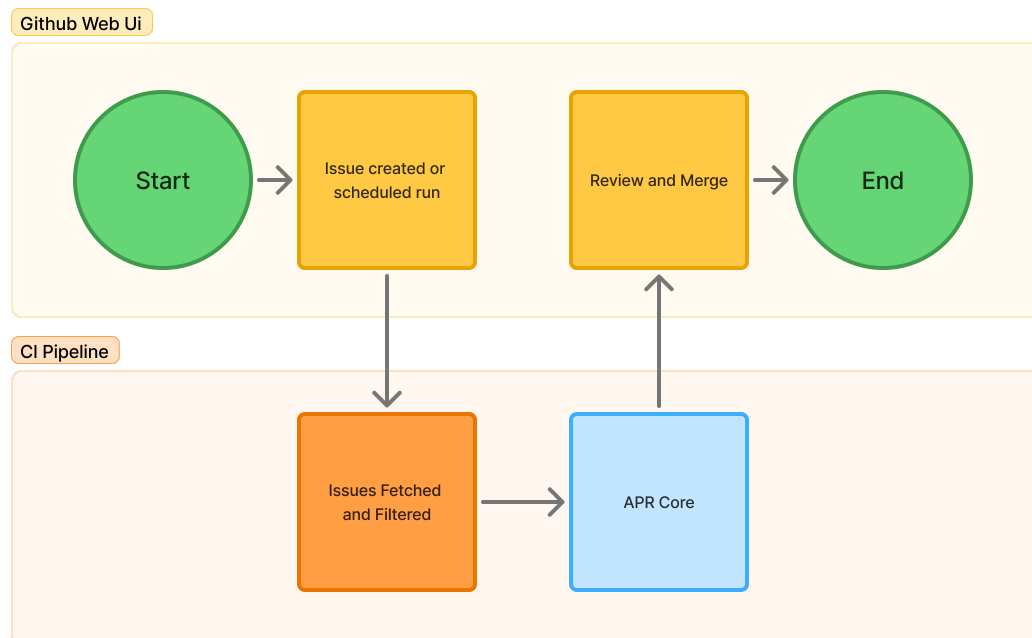 Github Web Ui
Start
Issue created or
scheduled run
Review and Merge
End
CI Pipeline
Issues Fetched
and Filtered
APR Core